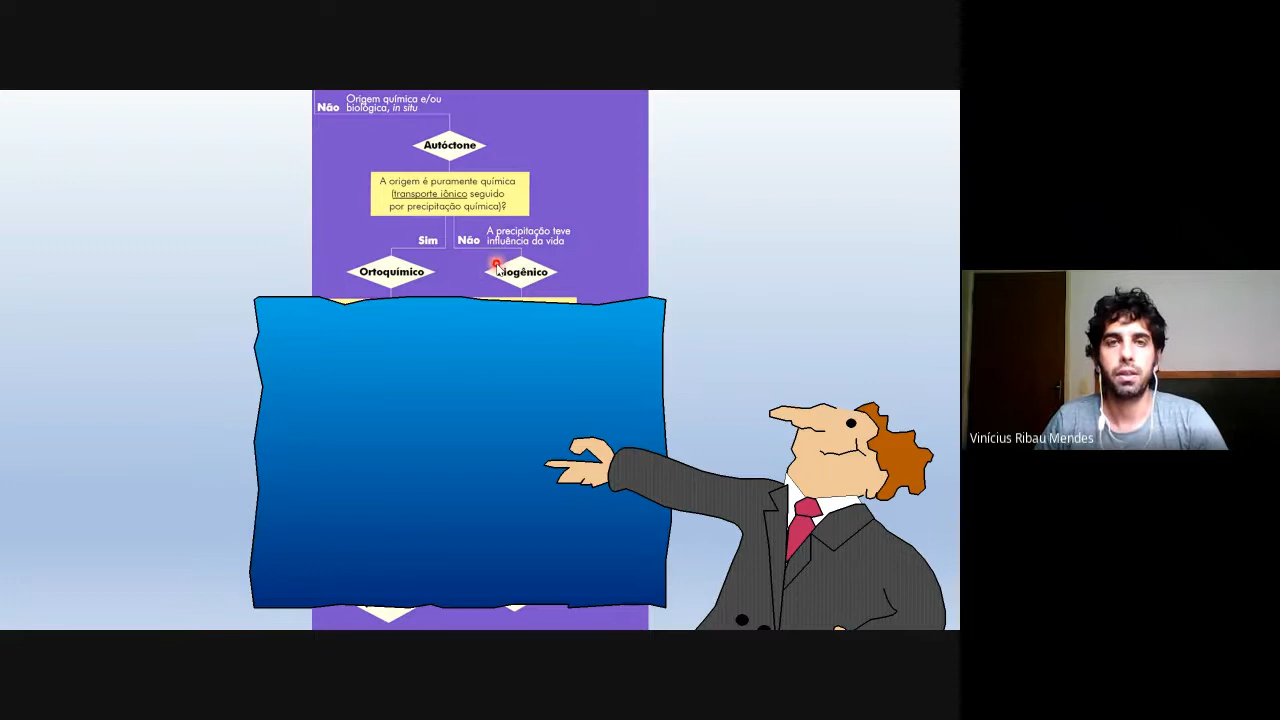 Origem química e/ou
Não biológica, in situ
Autóctone
A origem é puramente química
(transporte iônico seguido
por precipitação química)?
A precipitação teve
Sim Não influência da vida
Ortoquímico
iogênico
Vinícius Ribau Mendes